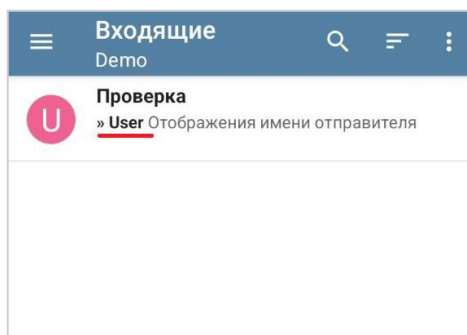 Входящие
Demo
U
Проверка
» User Отображения имени отправителя